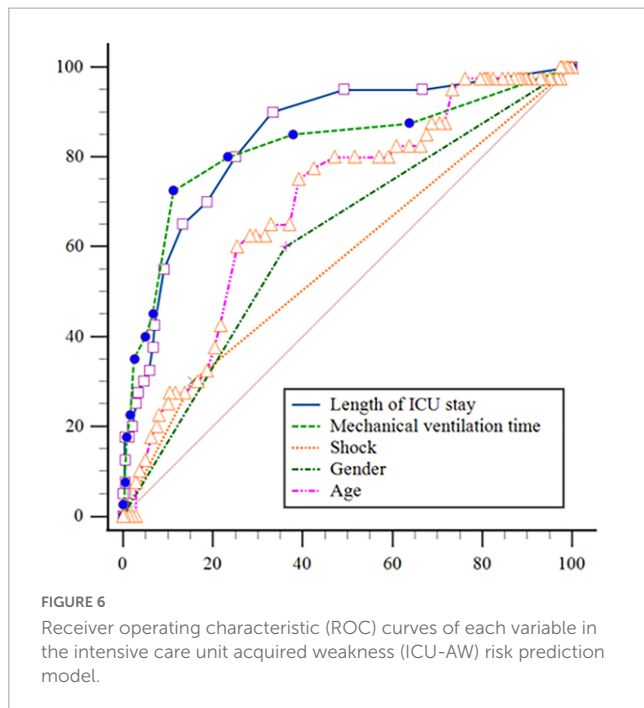 100
80
60
40
20
0
Length of ICU stay
Mechanical ventilation time
Shock
Gender
Age
0 20 40 60 80 100
FIGURE 6
Receiver operating characteristic (ROC) curves of each variable in
the intensive care unit acquired weakness (ICU-AW) risk prediction
model.